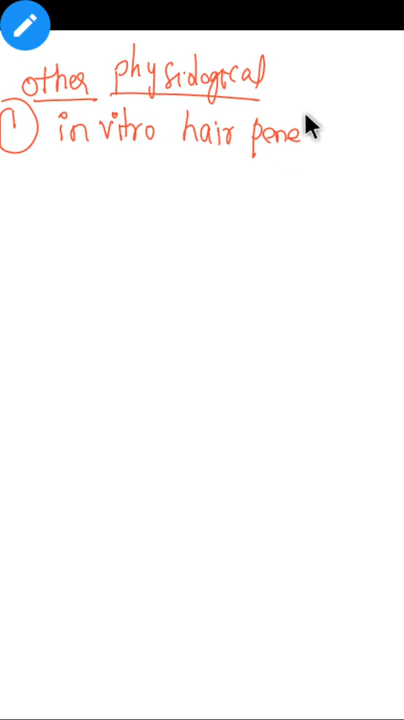 other physiological
① in vitro hair pene